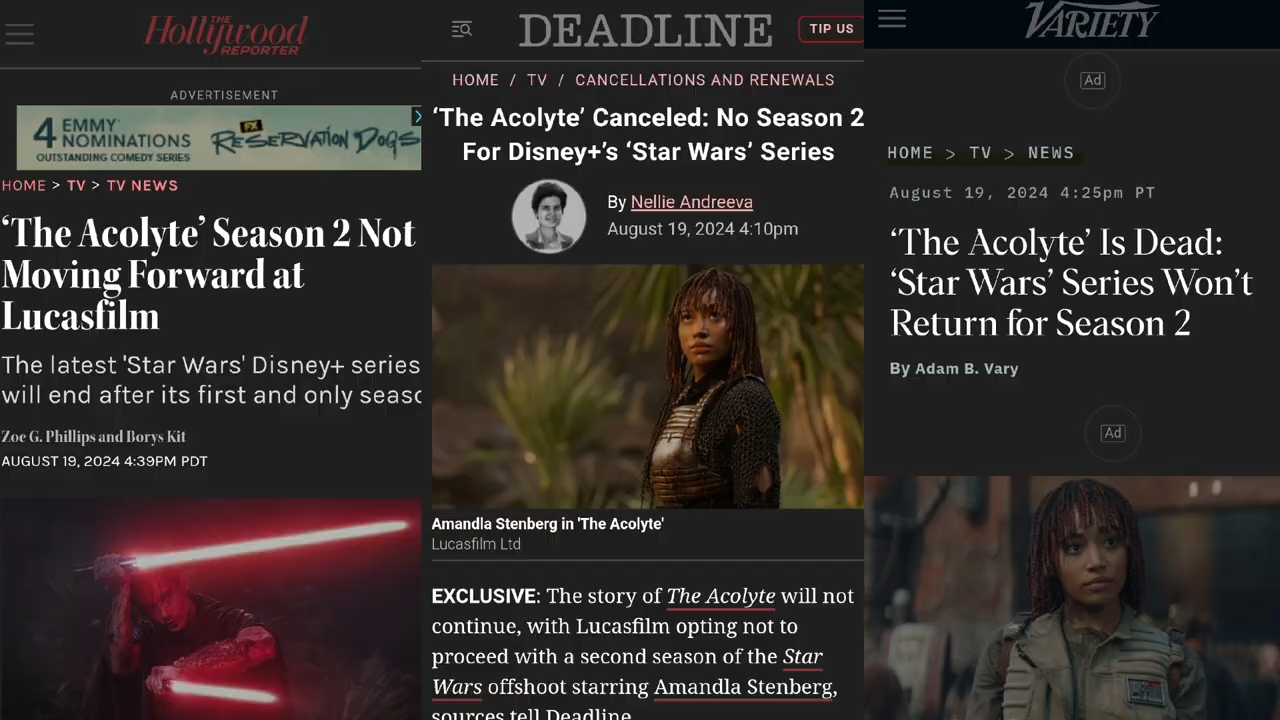 THE
Hollywood
REPORTER
ADVERTISEMENT
4 EMMY
NOMINATIONS
OUTSTANDING COMEDY SERIES
FX
RESERVATION DOGS
HOME > TV > TV NEWS
‘The Acolyte’ Season 2 Not
Moving Forward at
Lucasfilm
The latest 'Star Wars' Disney+ series
will end after its first and only seasc
Zoe G. Phillips and Borys Kit
AUGUST 19, 2024 4:39PM PDT
DEADLINE
TIP US
HOME / TV / CANCELLATIONS AND RENEWALS
‘The Acolyte’ Canceled: No Season 2
For Disney+’s ‘Star Wars’ Series
By Nellie Andreeva
August 19, 2024 4:10pm
Amandla Stenberg in 'The Acolyte'
Lucasfilm Ltd
EXCLUSIVE: The story of The Acolyte will not
continue, with Lucasfilm opting not to
proceed with a second season of the Star
Wars offshoot starring Amandla Stenberg,
sources tell Deadline
VARIETY
Ad
HOME > TV > NEWS
August 19, 2024 4:25pm PT
‘The Acolyte’ Is Dead:
‘Star Wars’ Series Won’t
Return for Season 2
By Adam B. Vary
Ad